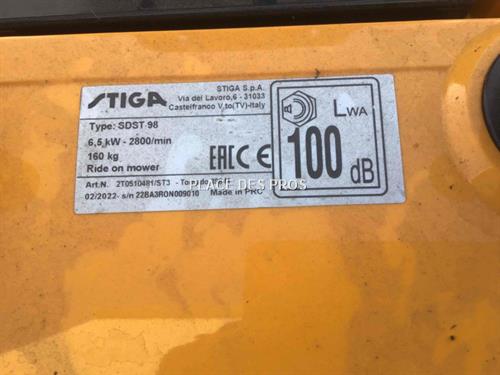 STIGA
STIGA S.p.A.
Via del Lavoro,6 - 31033
Castelfranco V.to(TV)-Italy
Type: SDST 98
6,5 kW - 2800/min
160 kg
Ride on mower
EAC CE
LWA
100 dB
Art.N. 2T0510481/ST3 - Tornado
PLACE DES PROS
02/2022- s/n 22BA3RON009010 Made in PRC